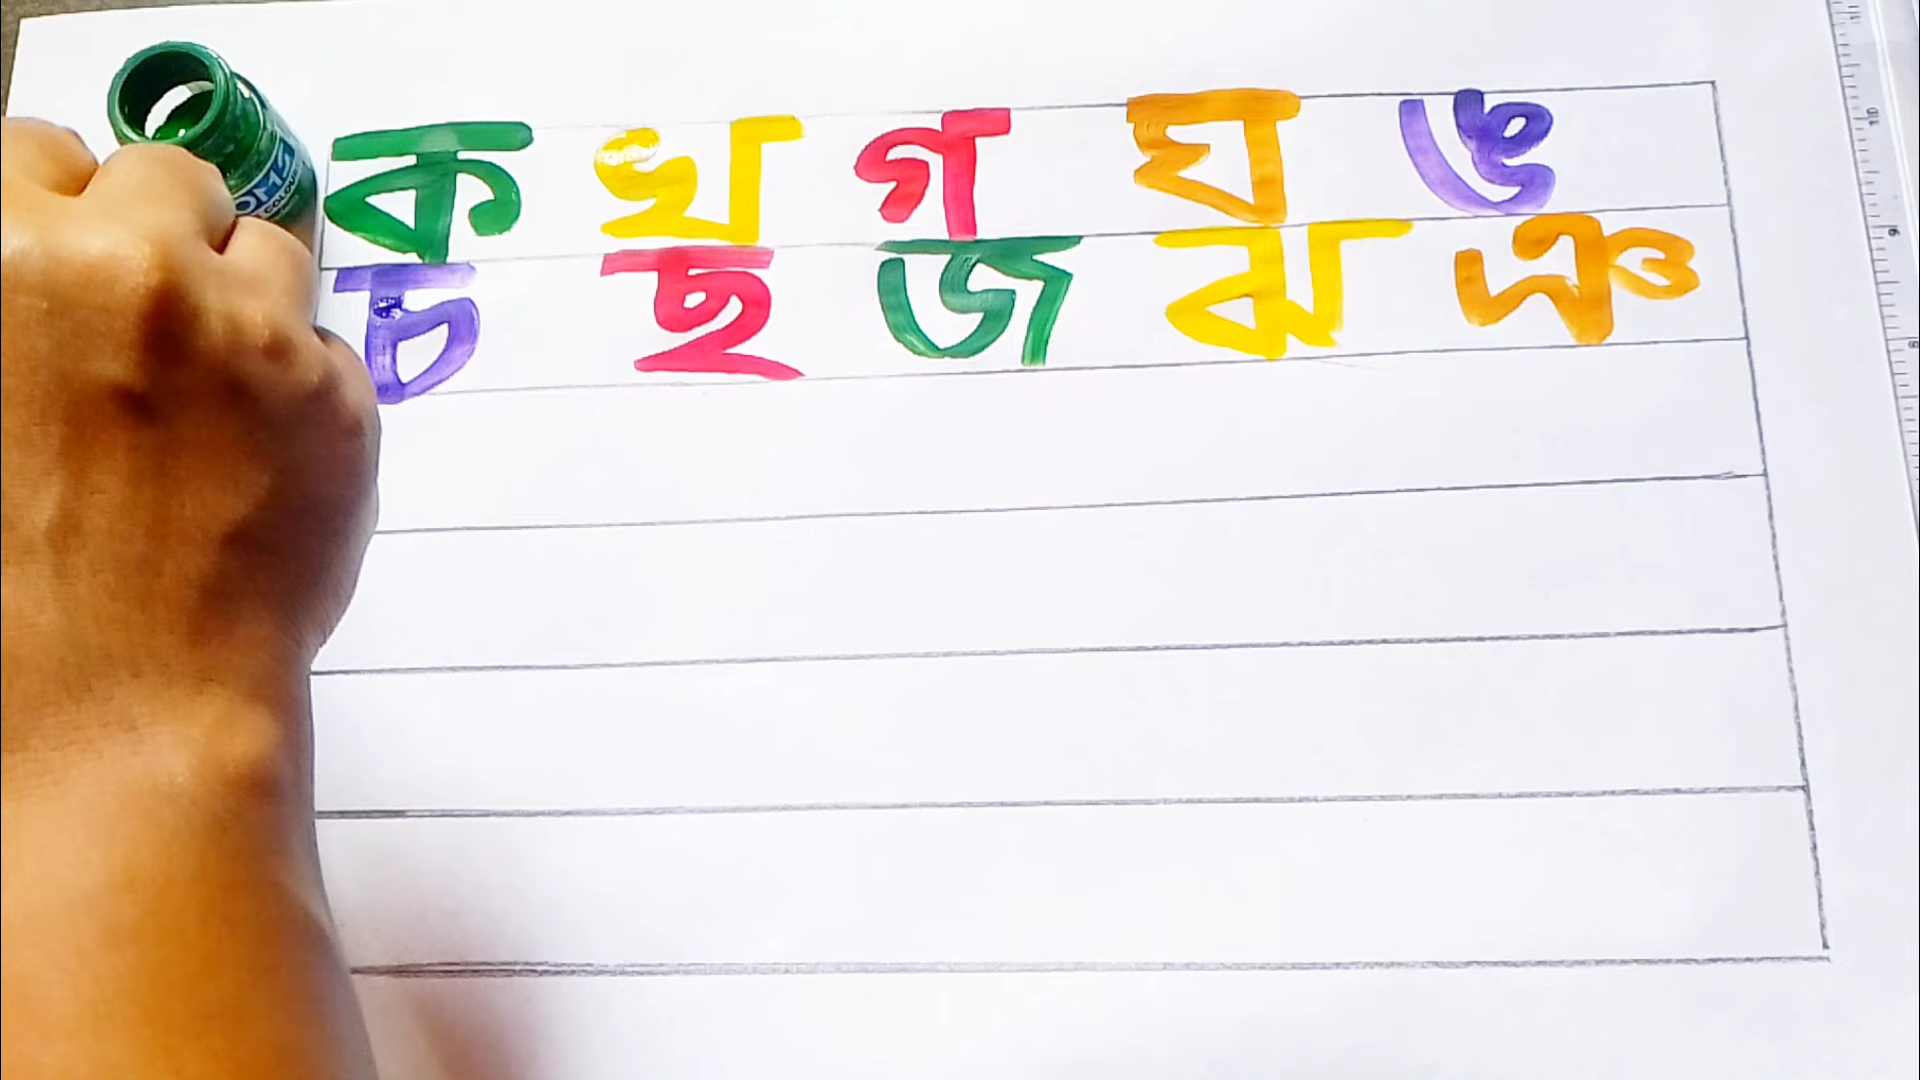 ক খ গ ঘ ঙ
চ ছ জ ঝ ঞ